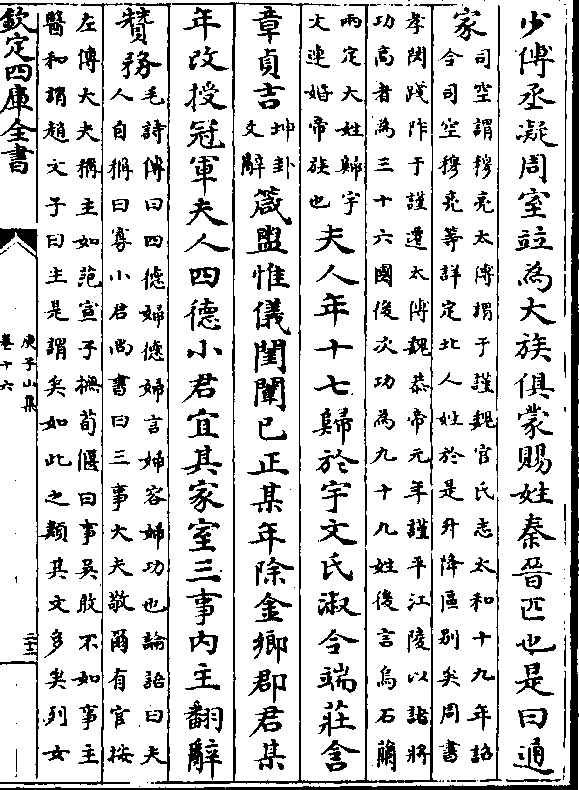 少傅丞凝周室竝為大族俱蒙賜姓秦晉匹也是曰通
家司空謂穆亮太傅謂于謹魏官氏志太和十九年詔
令司空穆亮等詳定北人姓於是升降區別矣周書
孝閔踐阼于謹遷太傅魏恭帝元年謹平江陵以諸將
功高者為三十六國後次功為九十九姓後言烏石蘭
兩定大姓歸宇
文連婚帝族也夫人年十七歸於宇文氏淑令端莊含
章貞吉坤卦
文辭箴盥惟儀閨闈已正某年除金鄉郡君某
年改授冠軍夫人四德小君宜其家室三事內主翻辭
贊務毛詩傳曰四德婦德婦言婦容婦功也論語曰夫
人自稱曰寡小君尚書曰三事大夫敬爾有官按
左傳大夫稱主如范宣子撫荀偃曰事吳敢不如事主
醫和謂趙文子曰主是謂矣如此之類其文多矣列女
欽定四庫全書
庾子山集
卷十六